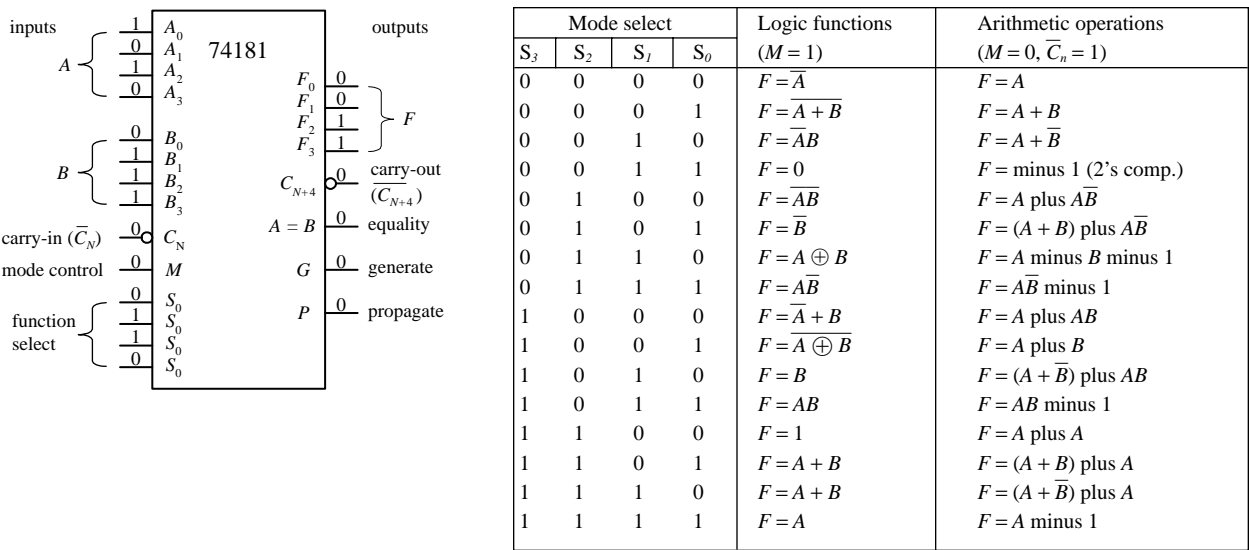 inputs
1 A₀
0 A₁
1 A₂
0 A₃
A
0 B₀
1 B₁
1 B₂
1 B₃
B
carry-in (C̅_N) 0 C_N
mode control 0 M
0 S₀
1 S₀
1 S₀
0 S₀
function
select
74181
outputs
F₀ 0
F₁ 0
F₂ 1
F₃ 1
F
C_{N+4} 0 carry-out
(C̅_{N+4})
A = B 0 equality
G 0 generate
P 0 propagate
Mode select Logic functions Arithmetic operations
S₃ S₂ S₁ S₀ (M = 1) (M = 0, C̅ₙ = 1)
0 0 0 0 F = A̅ F = A
0 0 0 1 F = A̅ ̅+̅ ̅B̅ F = A + B
0 0 1 0 F = A̅B F = A + B̅
0 0 1 1 F = 0 F = minus 1 (2's comp.)
0 1 0 0 F = A̅B̅ F = A plus AB̅
0 1 0 1 F = B̅ F = (A + B) plus AB̅
0 1 1 0 F = A ⊕ B F = A minus B minus 1
0 1 1 1 F = AB̅ F = AB̅ minus 1
1 0 0 0 F = A̅ + B F = A plus AB
1 0 0 1 F = A̅ ̅⊕̅ ̅B̅ F = A plus B
1 0 1 0 F = B F = (A + B̅) plus AB
1 0 1 1 F = AB F = AB minus 1
1 1 0 0 F = 1 F = A plus A
1 1 0 1 F = A + B F = (A + B) plus A
1 1 1 0 F = A + B F = (A + B̅) plus A
1 1 1 1 F = A F = A minus 1